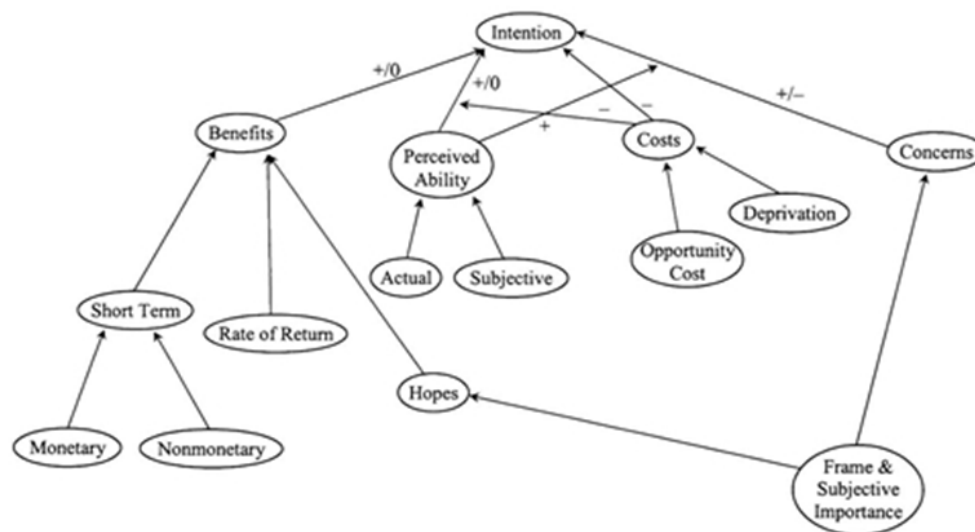 Intention
+/0
+/0
+/–
–
–
+
Benefits
Perceived
Ability
Costs
Concerns
Deprivation
Opportunity
Cost
Actual
Subjective
Short Term
Rate of Return
Hopes
Monetary
Nonmonetary
Frame &
Subjective
Importance